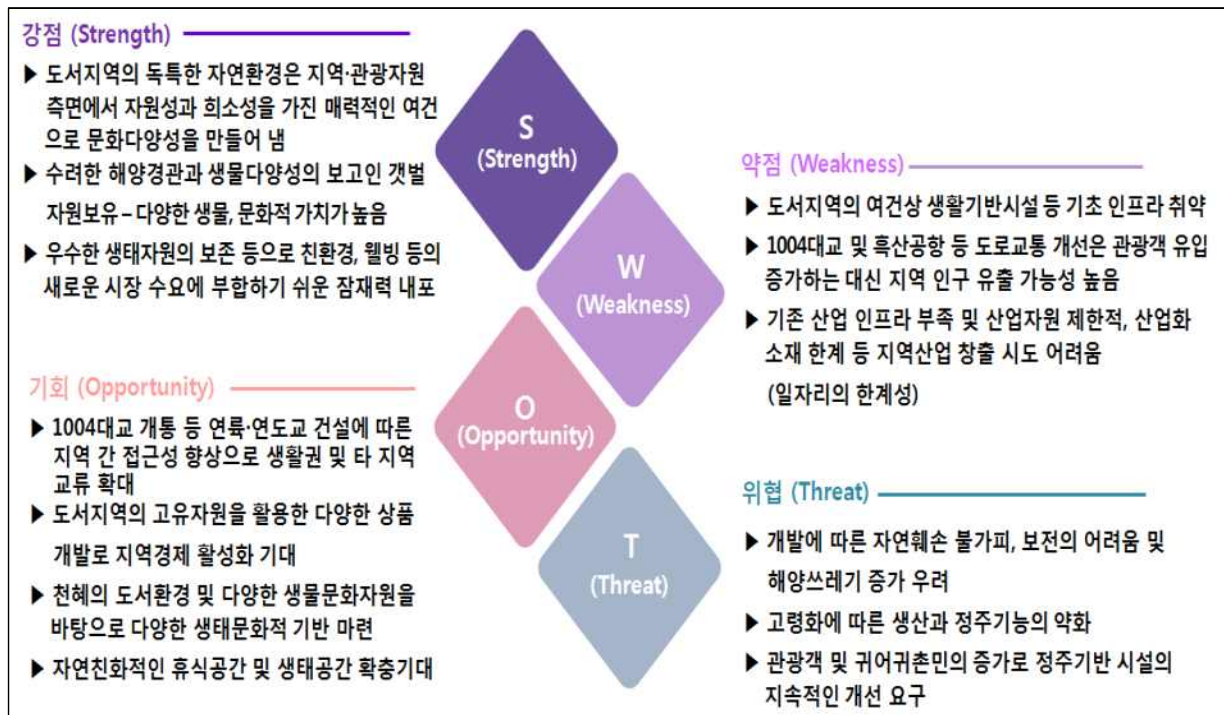 강점 (Strength)
▶ 도서지역의 독특한 자연환경은 지역·관광자원
측면에서 자원성과 희소성을 가진 매력적인 여건
으로 문화다양성을 만들어 냄
▶ 수려한 해양경관과 생물다양성의 보고인 갯벌
자원보유 – 다양한 생물, 문화적 가치가 높음
▶ 우수한 생태자원의 보존 등으로 친환경, 웰빙 등의
새로운 시장 수요에 부합하기 쉬운 잠재력 내포
S
(Strength)
W
(Weakness)
약점 (Weakness)
▶ 도서지역의 여건상 생활기반시설 등 기초 인프라 취약
▶ 1004대교 및 흑산공항 등 도로교통 개선은 관광객 유입
증가하는 대신 지역 인구 유출 가능성 높음
▶ 기존 산업 인프라 부족 및 산업자원 제한적, 산업화
소재 한계 등 지역산업 창출 시도 어려움
(일자리의 한계성)
기회 (Opportunity)
▶ 1004대교 개통 등 연륙·연도교 건설에 따른
지역 간 접근성 향상으로 생활권 및 타 지역
교류 확대
▶ 도서지역의 고유자원을 활용한 다양한 상품
개발로 지역경제 활성화 기대
▶ 천혜의 도서환경 및 다양한 생물문화자원을
바탕으로 다양한 생태문화적 기반 마련
▶ 자연친화적인 휴식공간 및 생태공간 확충기대
O
(Opportunity)
T
(Threat)
위협 (Threat)
▶ 개발에 따른 자연훼손 불가피, 보전의 어려움 및
해양쓰레기 증가 우려
▶ 고령화에 따른 생산과 정주기능의 약화
▶ 관광객 및 귀어귀촌민의 증가로 정주기반 시설의
지속적인 개선 요구